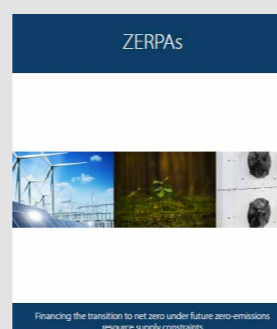 ZERPAs
Financing the transition to net zero under future zero-emissions
resource supply constraints